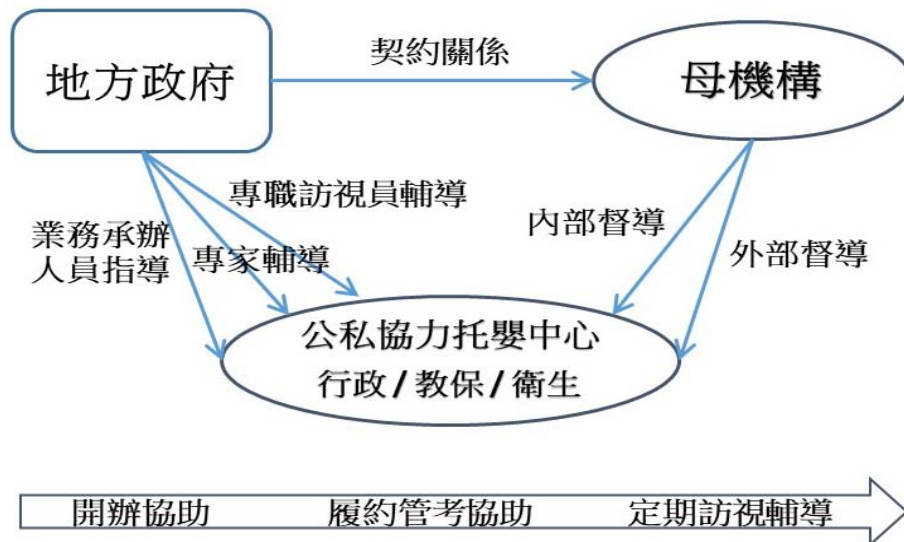 地方政府
契約關係
母機構
專職訪視員輔導
業務承辦
人員指導
專家輔導
內部督導
外部督導
公私協力托嬰中心
行政/教保/衛生
開辦協助
履約管考協助
定期訪視輔導